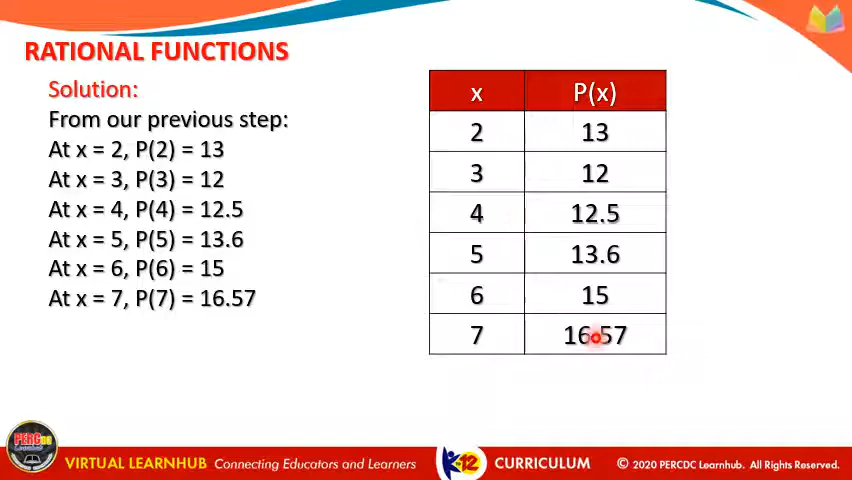 RATIONAL FUNCTIONS
Solution:
From our previous step:
At x = 2, P(2) = 13
At x = 3, P(3) = 12
At x = 4, P(4) = 12.5
At x = 5, P(5) = 13.6
At x = 6, P(6) = 15
At x = 7, P(7) = 16.57
x P(x)
2 13
3 12
4 12.5
5 13.6
6 15
7 16.57
PERCDC
Learnhub
VIRTUAL LEARNHUB Connecting Educators and Learners
K 12 CURRICULUM
© 2020 PERCDC Learnhub. All Rights Reserved.